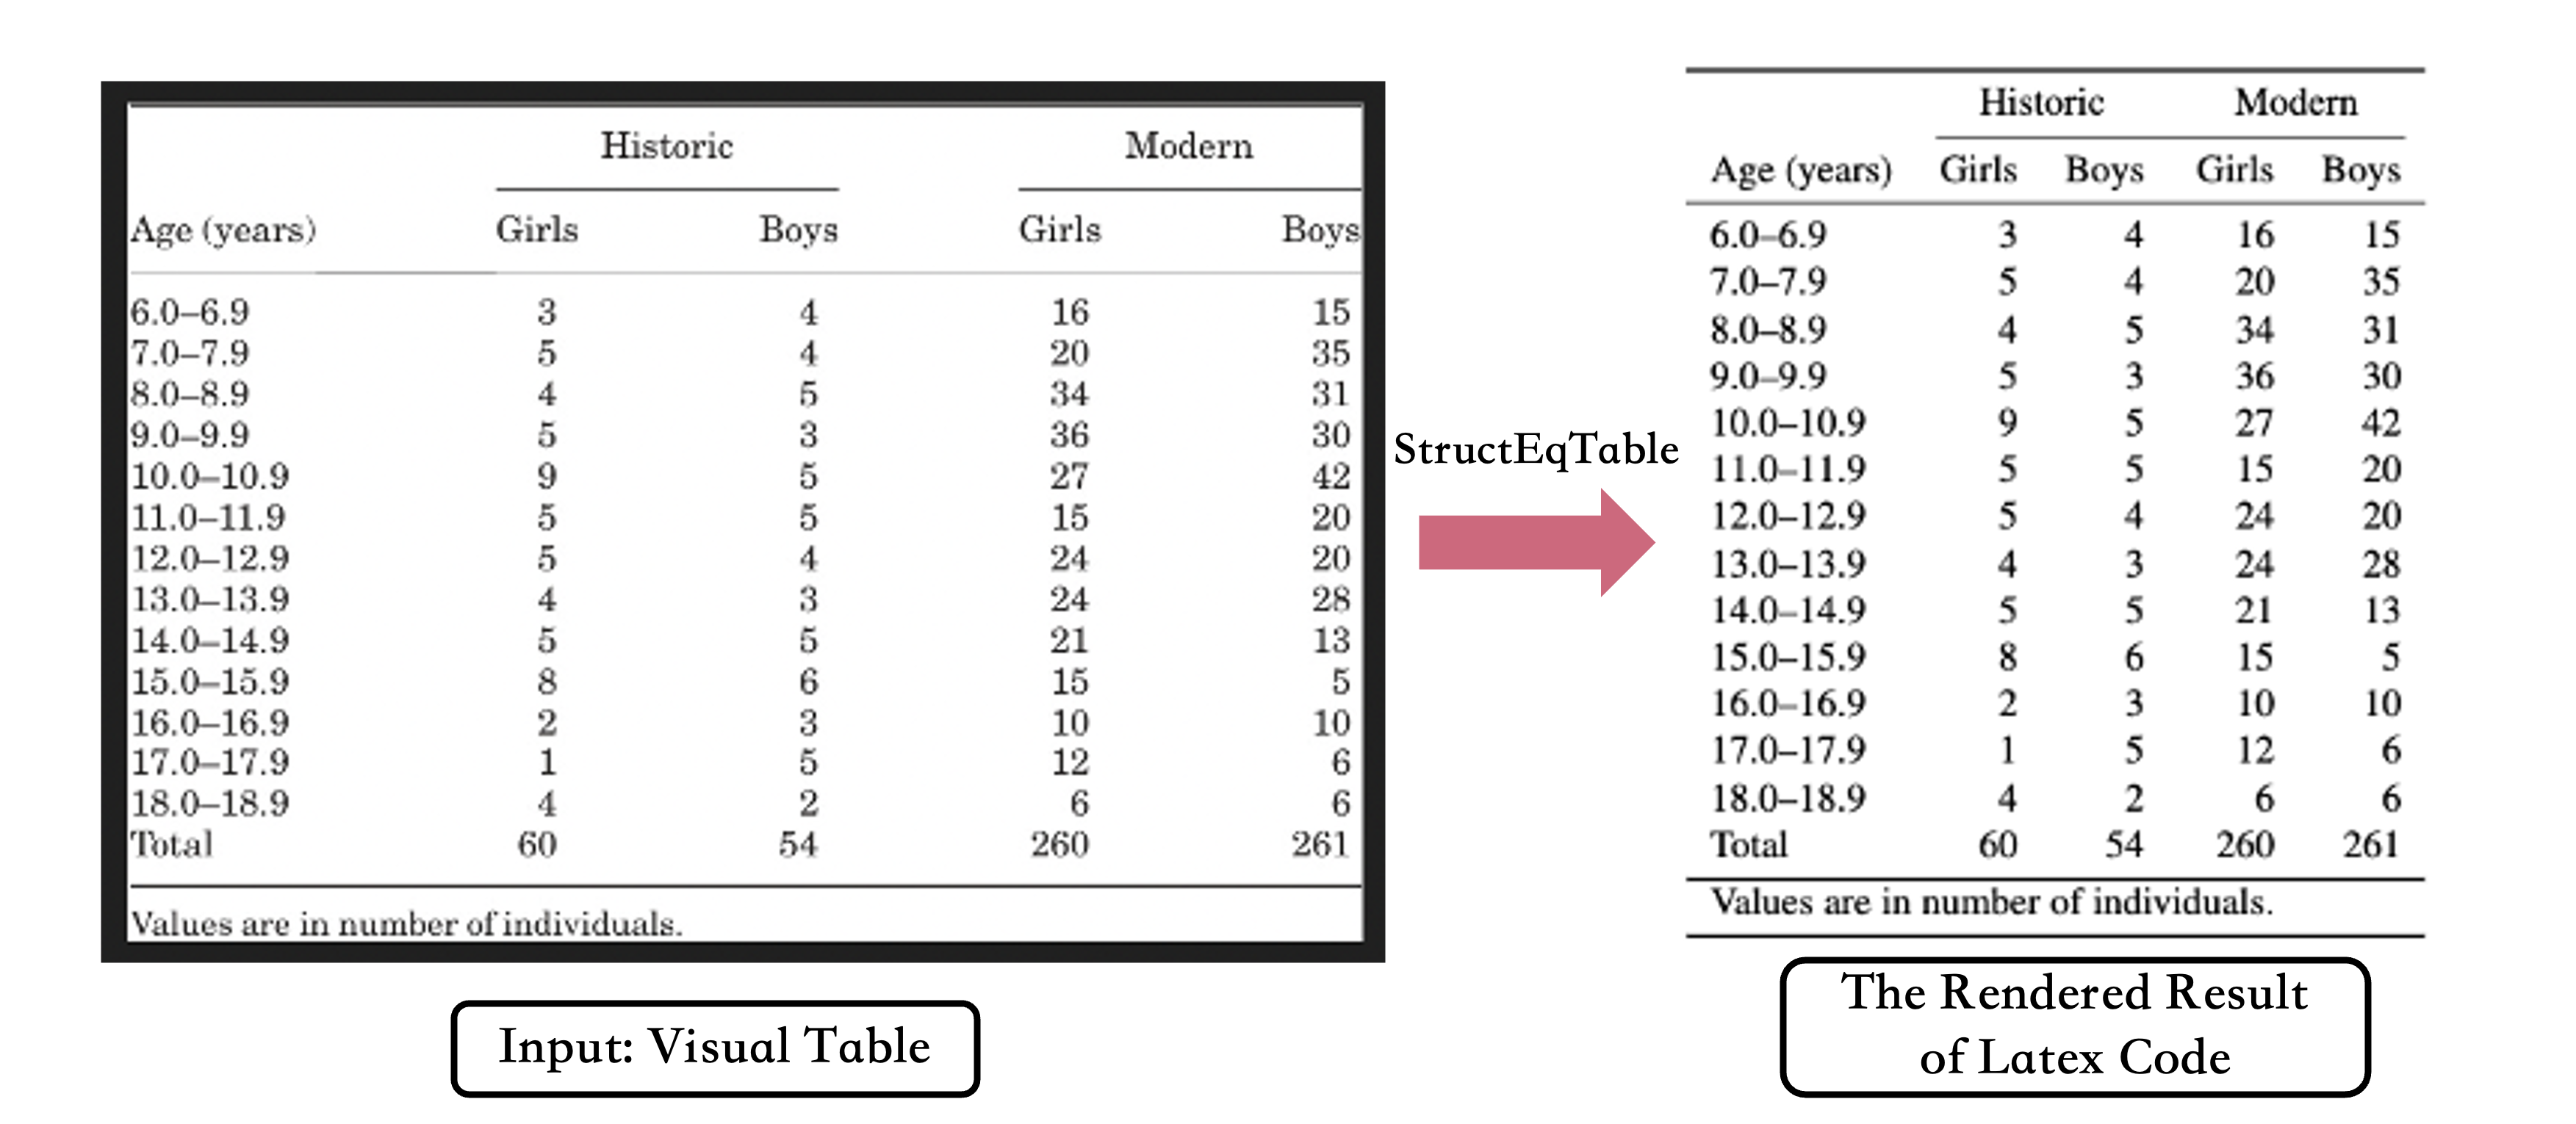 Historic Modern
Age (years) Girls Boys Girls Boys
6.0–6.9 3 4 16 15
7.0–7.9 5 4 20 35
8.0–8.9 4 5 34 31
9.0–9.9 5 3 36 30
10.0–10.9 9 5 27 42
11.0–11.9 5 5 15 20
12.0–12.9 5 4 24 20
13.0–13.9 4 3 24 28
14.0–14.9 5 5 21 13
15.0–15.9 8 6 15 5
16.0–16.9 2 3 10 10
17.0–17.9 1 5 12 6
18.0–18.9 4 2 6 6
Total 60 54 260 261
Values are in number of individuals.
Input: Visual Table
StructEqTable
Historic Modern
Age (years) Girls Boys Girls Boys
6.0–6.9 3 4 16 15
7.0–7.9 5 4 20 35
8.0–8.9 4 5 34 31
9.0–9.9 5 3 36 30
10.0–10.9 9 5 27 42
11.0–11.9 5 5 15 20
12.0–12.9 5 4 24 20
13.0–13.9 4 3 24 28
14.0–14.9 5 5 21 13
15.0–15.9 8 6 15 5
16.0–16.9 2 3 10 10
17.0–17.9 1 5 12 6
18.0–18.9 4 2 6 6
Total 60 54 260 261
Values are in number of individuals.
The Rendered Result
of Latex Code